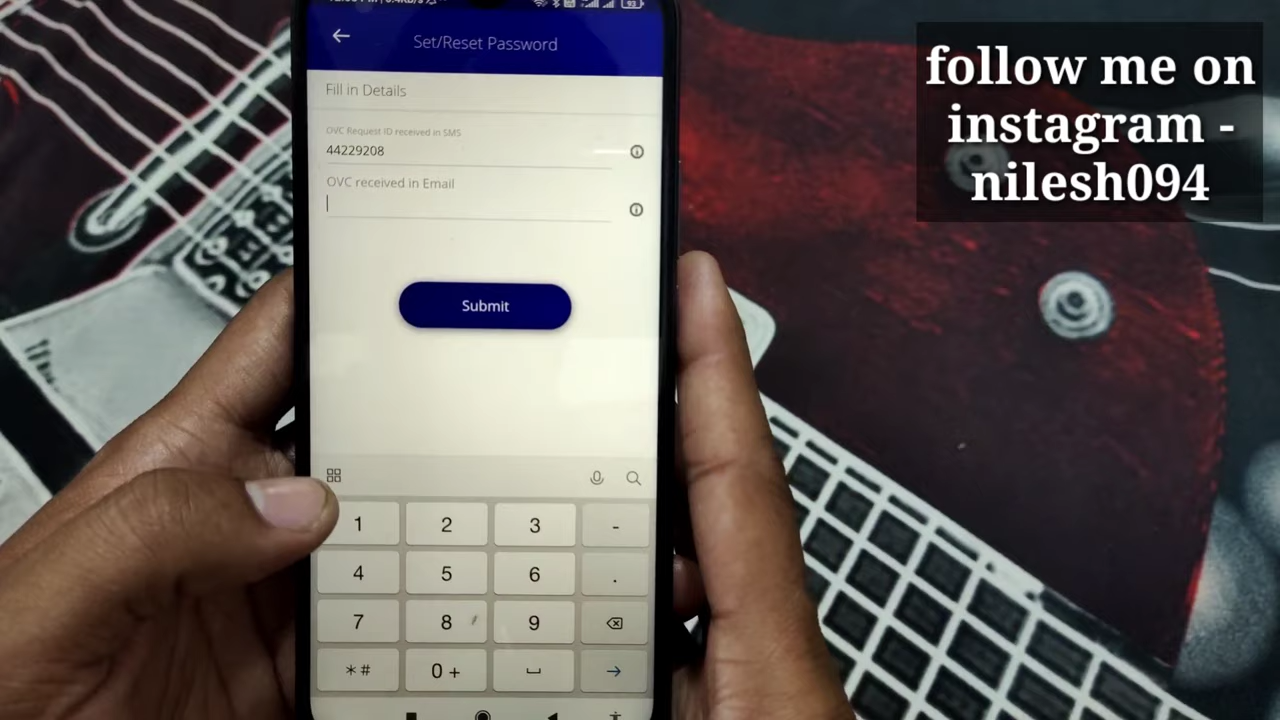 Set/Reset Password
Fill in Details
OVC Request ID received in SMS
44229208
OVC received in Email
Submit
1 2 3 -
4 5 6 .
7 8 9
*# 0 +
follow me on
instagram -
nilesh094